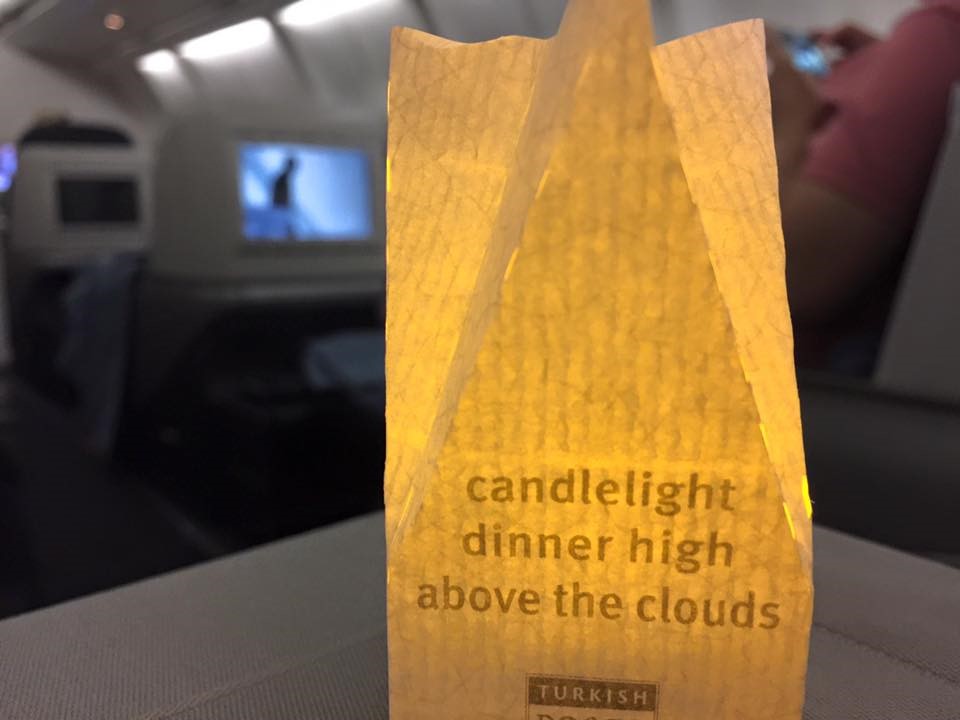 candlelight
dinner high
above the clouds
TURKISH